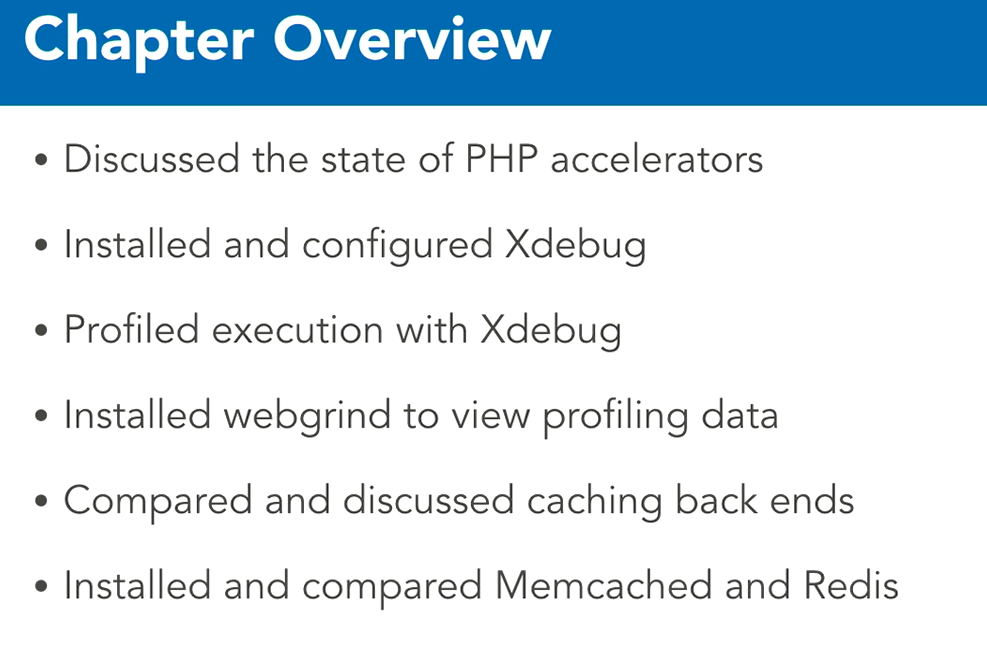 Chapter Overview
• Discussed the state of PHP accelerators
• Installed and configured Xdebug
• Profiled execution with Xdebug
• Installed webgrind to view profiling data
• Compared and discussed caching back ends
• Installed and compared Memcached and Redis